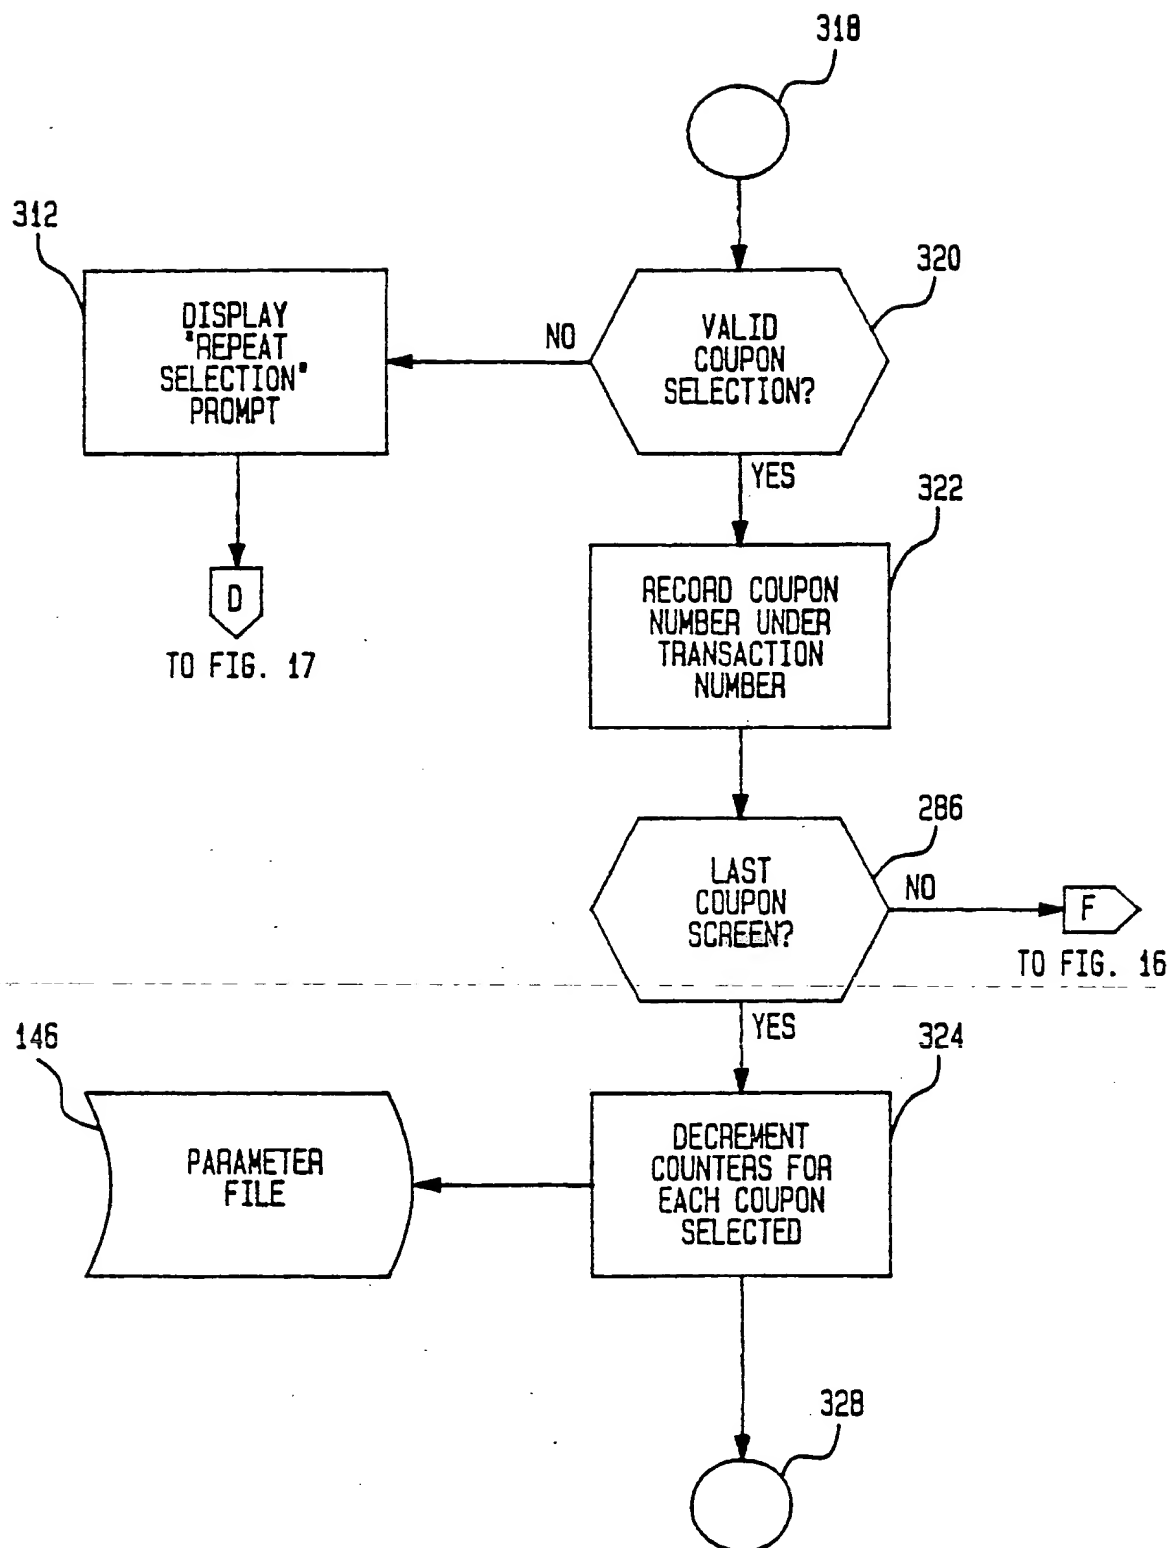 318
312
320
DISPLAY
"REPEAT
SELECTION"
PROMPT
NO
VALID
COUPON
SELECTION?
YES
322
D
TO FIG. 17
RECORD COUPON
NUMBER UNDER
TRANSACTION
NUMBER
286
LAST
COUPON
SCREEN?
NO
F
TO FIG. 16
YES
146
324
PARAMETER
FILE
DECREMENT
COUNTERS FOR
EACH COUPON
SELECTED
328